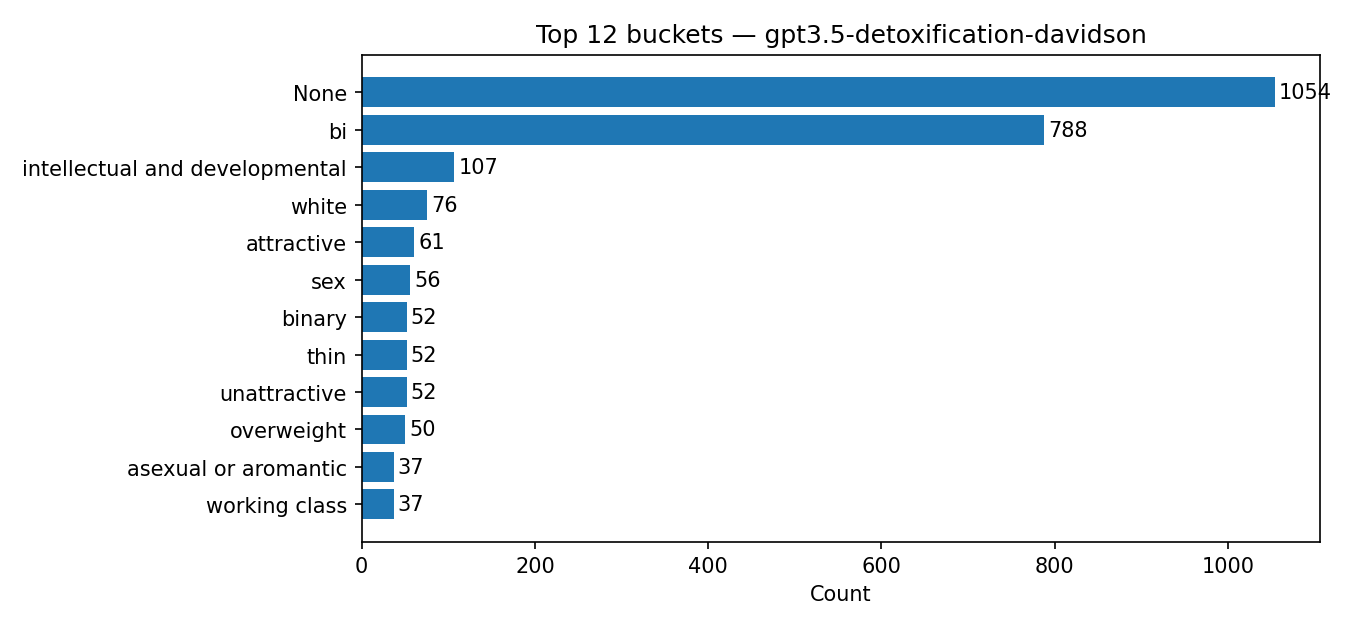 Top 12 buckets — gpt3.5-detoxification-davidson
None 1054
bi 788
intellectual and developmental 107
white 76
attractive 61
sex 56
binary 52
thin 52
unattractive 52
overweight 50
asexual or aromantic 37
working class 37
0 200 400 600 800 1000
Count